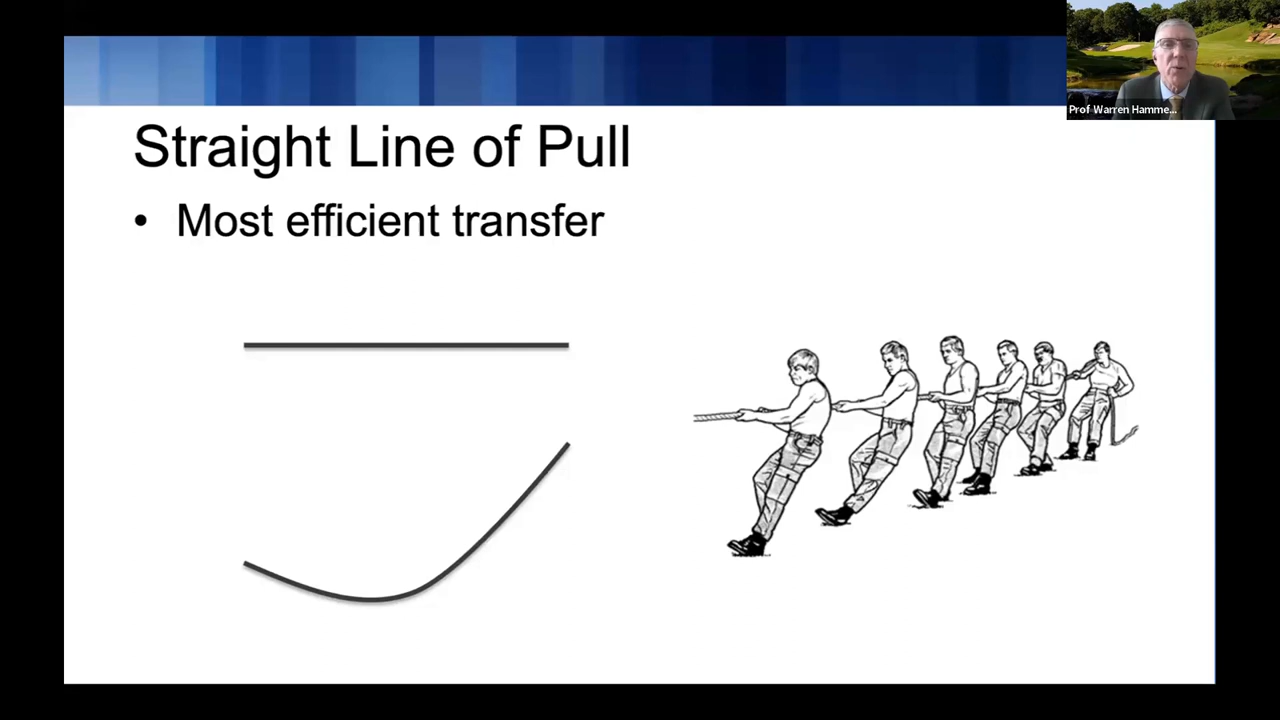 Prof Warren Hamme...
Straight Line of Pull
• Most efficient transfer